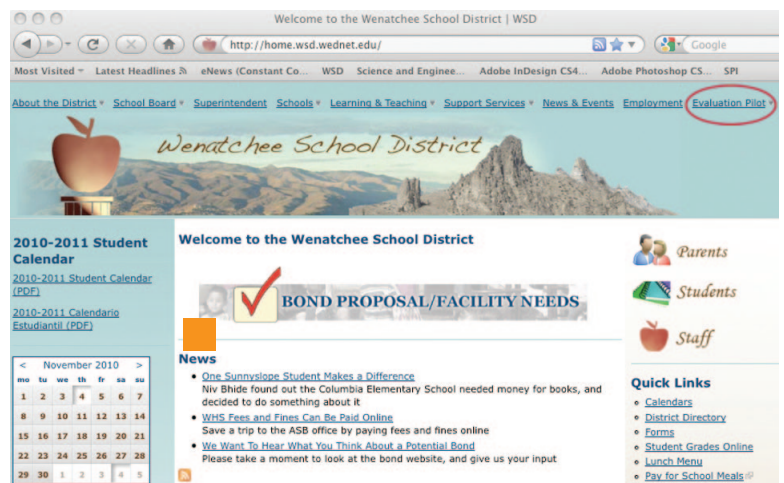 Welcome to the Wenatchee School District | WSD
http://home.wsd.wednet.edu/
Google
Most Visited Latest Headlines eNews (Constant Co... WSD Science and Enginee... Adobe InDesign CS4... Adobe Photoshop CS... SPI
About the District School Board Superintendent Schools Learning & Teaching Support Services News & Events Employment Evaluation Pilot
Wenatchee School District
2010-2011 Student
Calendar
2010-2011 Student Calendar
(PDF)
2010-2011 Calendario
Estudiantil (PDF)
< November 2010 >
mo tu we th fr sa su
1 2 3 4 5 6 7
8 9 10 11 12 13 14
15 16 17 18 19 20 21
22 23 24 25 26 27 28
29 30 1 2 3 4 5
Welcome to the Wenatchee School District
BOND PROPOSAL/FACILITY NEEDS
News
• One Sunnyslope Student Makes a Difference
Niv Bhide found out the Columbia Elementary School needed money for books, and
decided to do something about it
• WHS Fees and Fines Can Be Paid Online
Save a trip to the ASB office by paying fees and fines online
• We Want To Hear What You Think About a Potential Bond
Please take a moment to look at the bond website, and give us your input
Parents
Students
Staff
Quick Links
• Calendars
• District Directory
• Forms
• Student Grades Online
• Lunch Menu
• Pay for School Meals